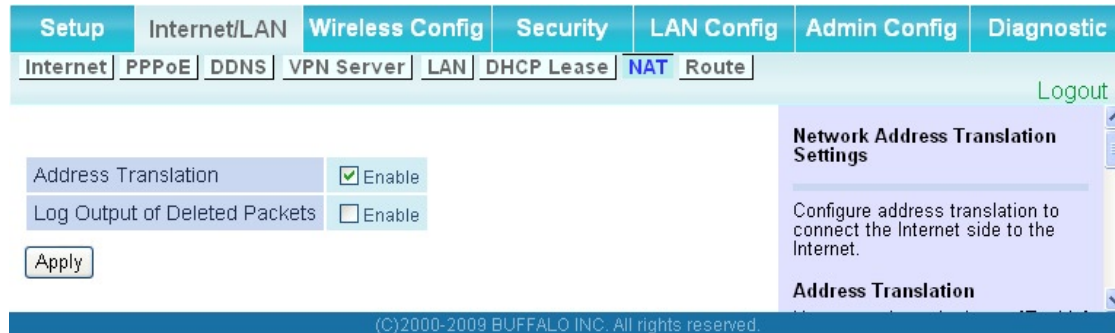 Setup Internet/LAN Wireless Config Security LAN Config Admin Config Diagnostic
Internet PPPoE DDNS VPN Server LAN DHCP Lease NAT Route
Logout
Address Translation Enable
Log Output of Deleted Packets Enable
Apply
Network Address Translation
Settings
Configure address translation to
connect the Internet side to the
Internet.
Address Translation
(C)2000-2009 BUFFALO INC. All rights reserved.